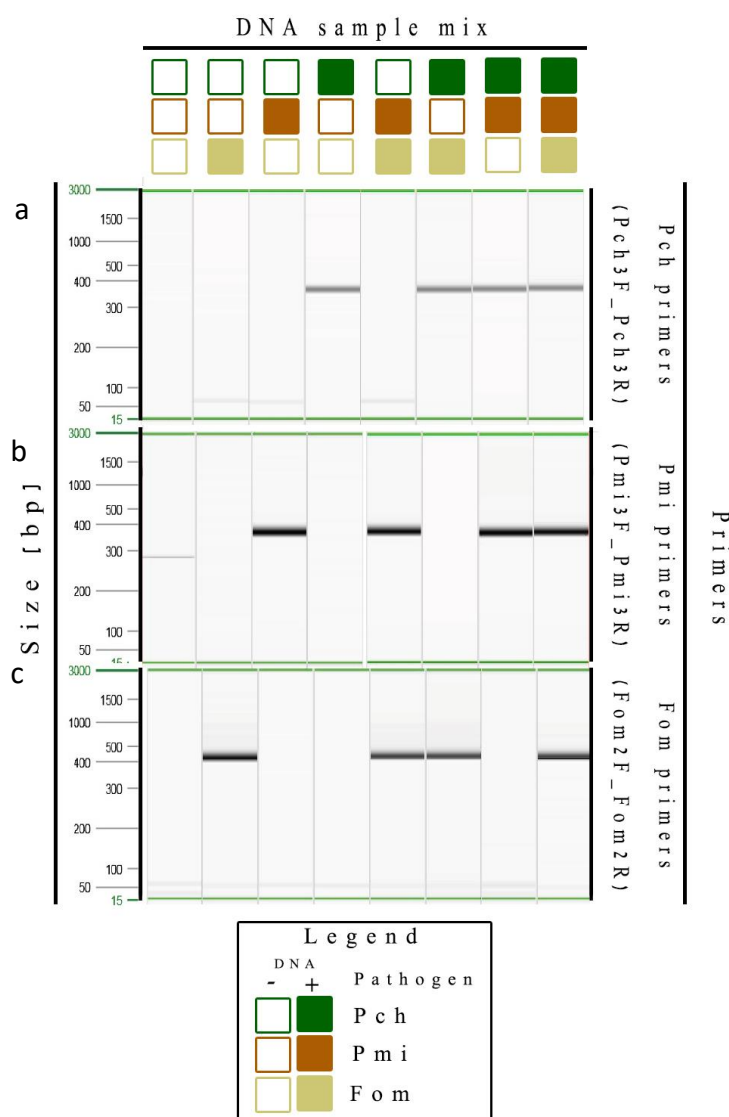 DNA sample mix
a
3000
1500
1000
500
400
300
200
100
50
15
Pch primers
(Pch3F_Pch3R)
b
3000
1500
1000
500
400
300
200
100
50
15
Pmi primers
(Pmi3F_Pmi3R)
c
3000
1500
1000
500
400
300
200
100
50
15
Fom primers
(Fom2F_Fom2R)
Size [bp]
Primers
Legend
DNA
- + Pathogen
Pch
Pmi
Fom